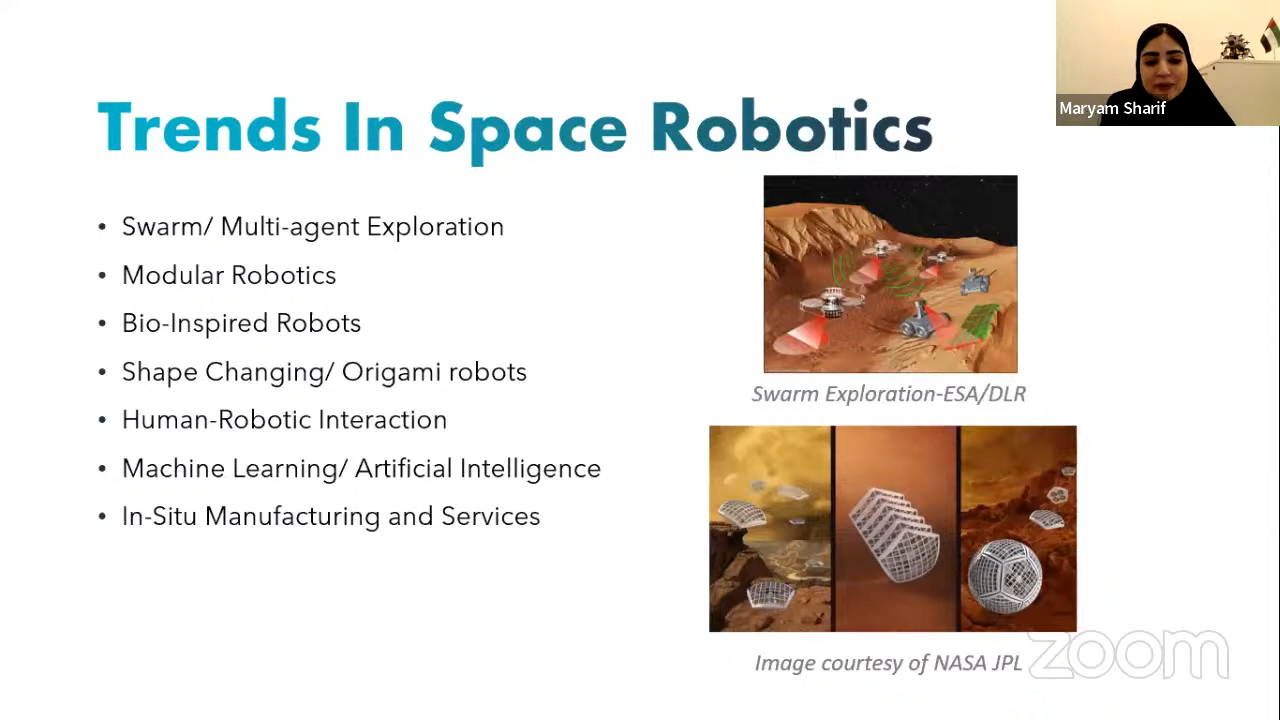 Maryam Sharif
Trends In Space Robotics
• Swarm/ Multi-agent Exploration
• Modular Robotics
• Bio-Inspired Robots
• Shape Changing/ Origami robots
• Human-Robotic Interaction
• Machine Learning/ Artificial Intelligence
• In-Situ Manufacturing and Services
Swarm Exploration-ESA/DLR
Image courtesy of NASA JPL
zoom